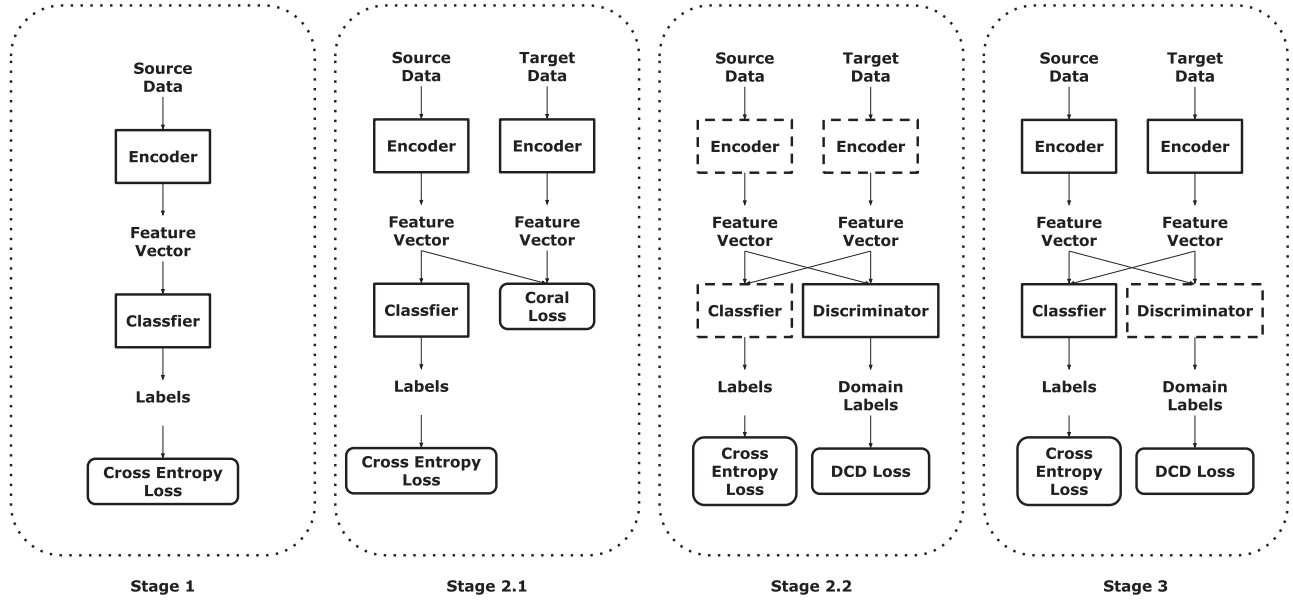 Source
Data
Encoder
Feature
Vector
Classfier
Labels
Cross Entropy
Loss
Stage 1
Source
Data
Target
Data
Encoder
Encoder
Feature
Vector
Feature
Vector
Classfier
Coral
Loss
Labels
Cross Entropy
Loss
Stage 2.1
Source
Data
Target
Data
Encoder
Encoder
Feature
Vector
Feature
Vector
Classfier
Discriminator
Labels
Domain
Labels
Cross
Entropy
Loss
DCD Loss
Stage 2.2
Source
Data
Target
Data
Encoder
Encoder
Feature
Vector
Feature
Vector
Classfier
Discriminator
Labels
Domain
Labels
Cross
Entropy
Loss
DCD Loss
Stage 3